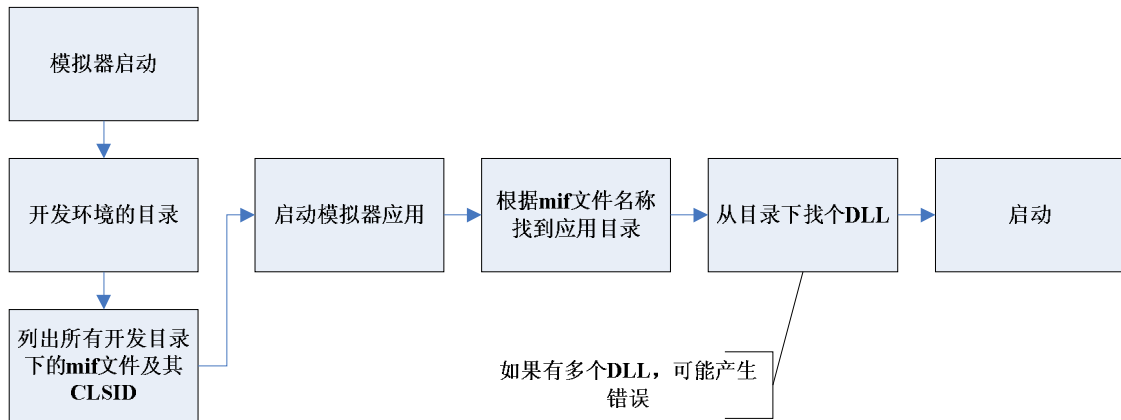 模拟器启动
开发环境的目录
列出所有开发目录
下的mif文件及其
CLSID
启动模拟器应用
根据mif文件名称
找到应用目录
从目录下找个DLL
启动
如果有多个DLL，可能产生
错误